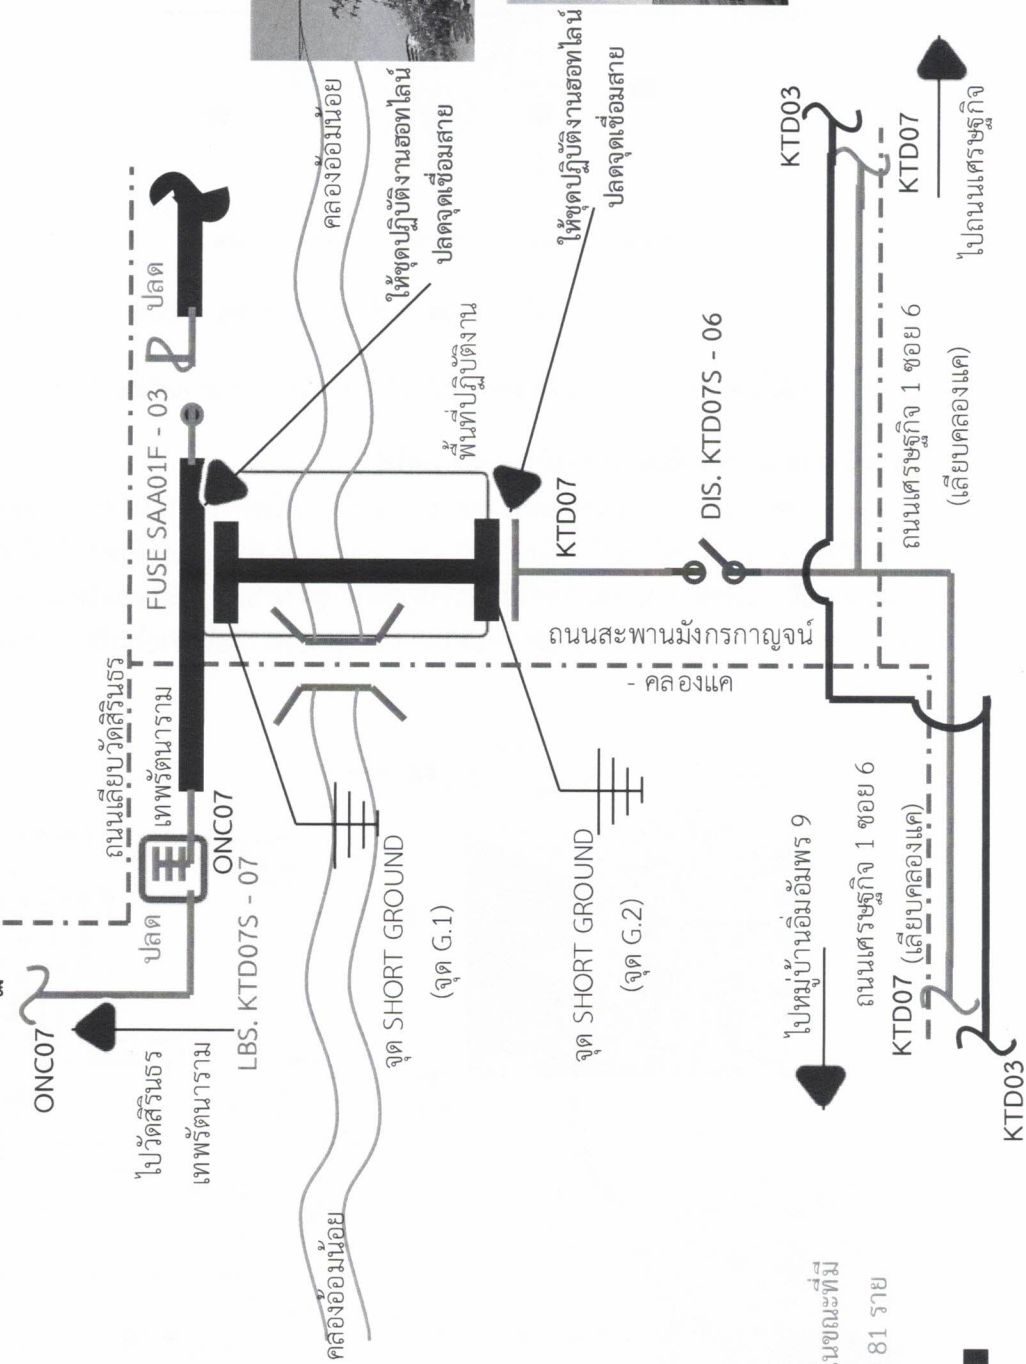 ONC07
ไปวัดสิรินธร
เทพรัตนาราม
ปลด
LBS. KTD07S - 07
ONC07
ถนนเลียบวัดสิรินธร
เทพรัตนาราม
FUSE SAA01F - 03
ปลด
คลองอ้อมน้อย
คลองอ้อมน้อย
ให้ชุดปฏิบัติงานฮอทไลน์
ปลดจุดเชื่อมสาย
จุด SHORT GROUND
(จุด G.1)
พื้นที่ปฏิบัติงาน
ให้ชุดปฏิบัติงานฮอทไลน์
ปลดจุดเชื่อมสาย
จุด SHORT GROUND
(จุด G.2)
KTD07
ถนนสะพานมังกรกาญจน์
- คลองแค
DIS. KTD07S - 06
KTD03
KTD07
ไปถนนเศรษฐกิจ
ถนนเศรษฐกิจ 1 ซอย 6
(เลียบคลองแค)
ไปหมู่บ้านอิ่มอัมพร 9
ถนนเศรษฐกิจ 1 ซอย 6
(เลียบคลองแค)
KTD07
KTD03
นขณะที่มี
81 ราย